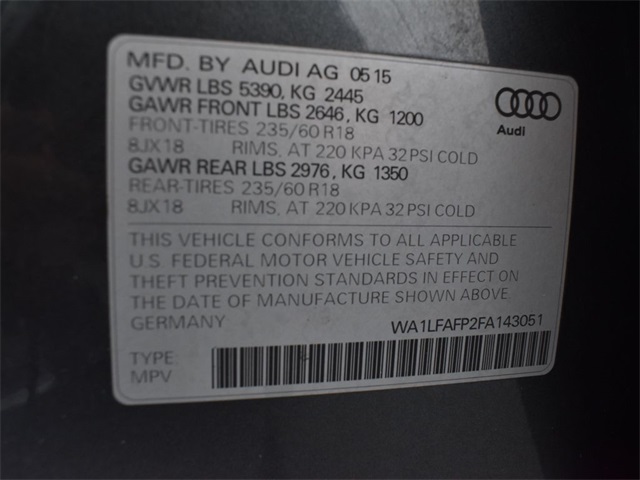 MFD. BY AUDI AG 05 15
GVWR LBS 5390, KG 2445
GAWR FRONT LBS 2646, KG 1200
FRONT-TIRES 235/60 R18
8JX18 RIMS, AT 220 KPA 32 PSI COLD
GAWR REAR LBS 2976, KG 1350
REAR-TIRES 235/60 R18
8JX18 RIMS, AT 220 KPA 32 PSI COLD
Audi
THIS VEHICLE CONFORMS TO ALL APPLICABLE
U.S. FEDERAL MOTOR VEHICLE SAFETY AND
THEFT PREVENTION STANDARDS IN EFFECT ON
THE DATE OF MANUFACTURE SHOWN ABOVE.
GERMANY WA1LFAFP2FA143051
TYPE:
MPV